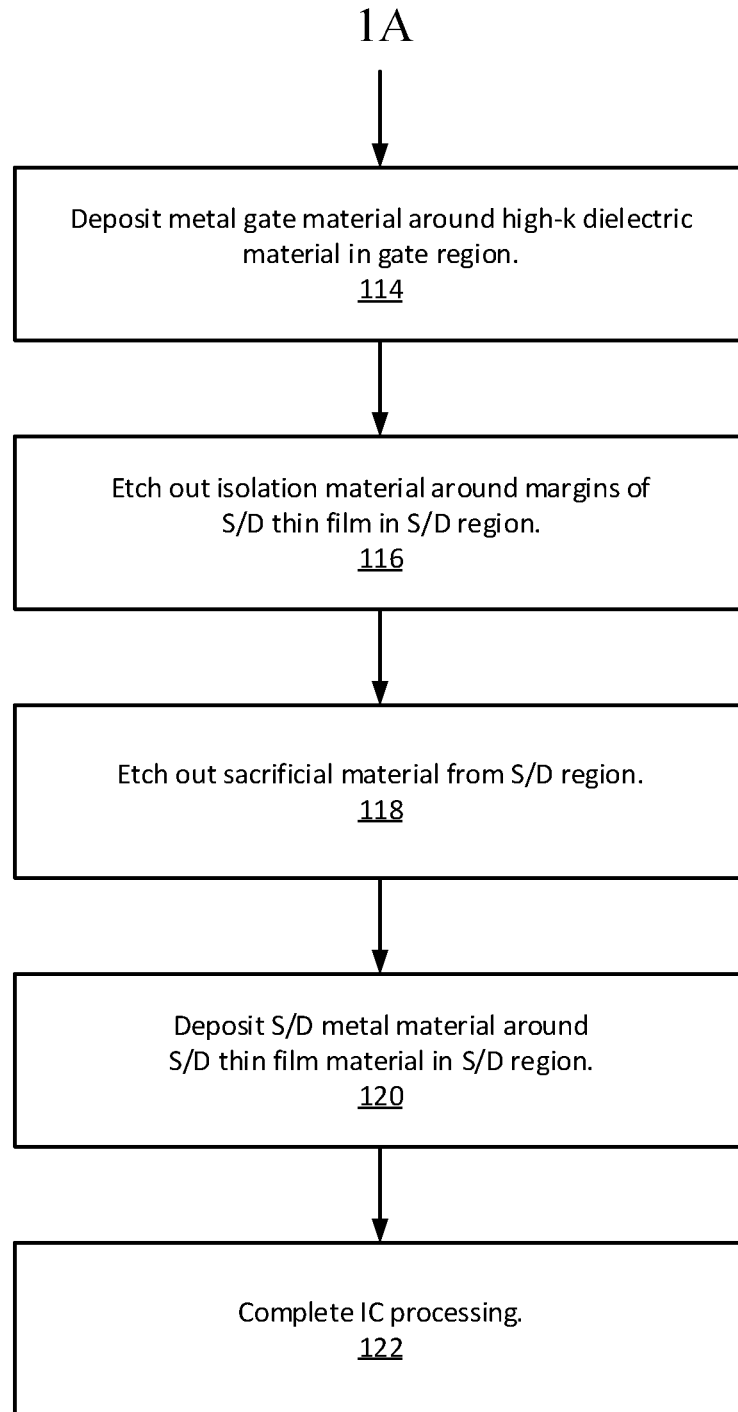 1A
Deposit metal gate material around high-k dielectric
material in gate region.
114
Etch out isolation material around margins of
S/D thin film in S/D region.
116
Etch out sacrificial material from S/D region.
118
Deposit S/D metal material around
S/D thin film material in S/D region.
120
Complete IC processing.
122